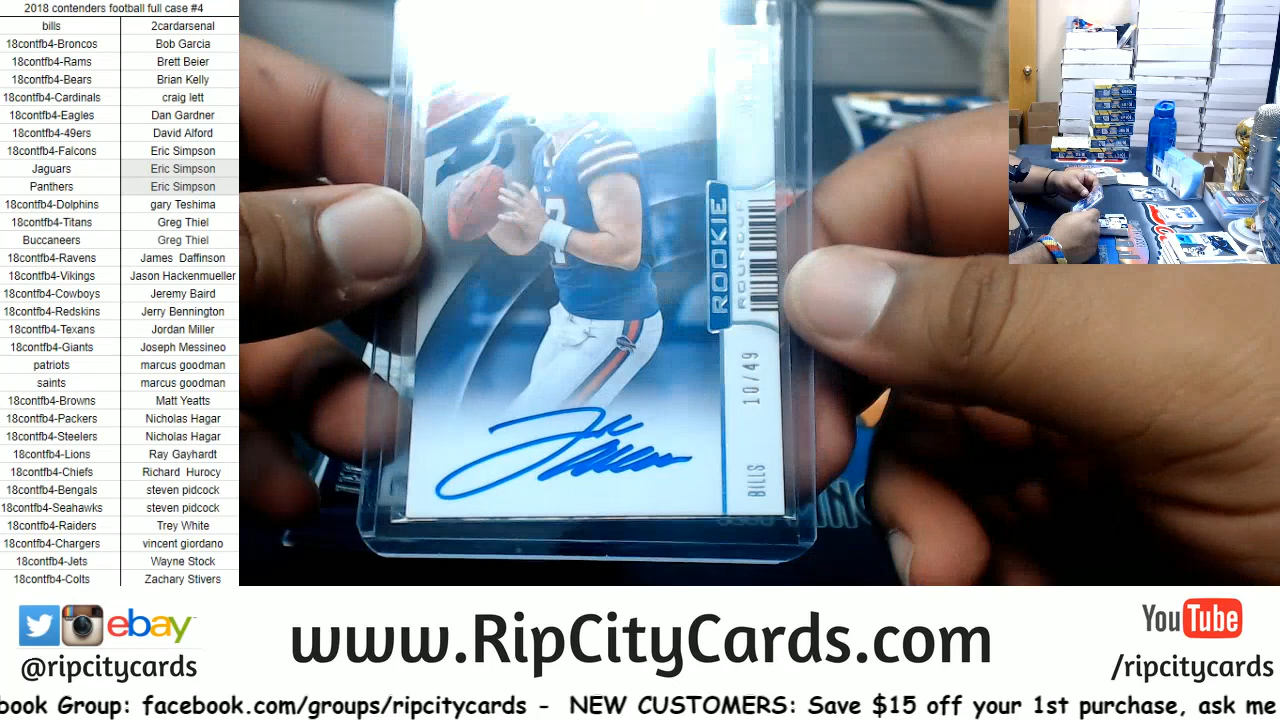 2018 contenders football full case #4
bills 2cardarsenal
18contfb4-Broncos Bob Garcia
18contfb4-Rams Brett Beier
18contfb4-Bears Brian Kelly
18contfb4-Cardinals craig lett
18contfb4-Eagles Dan Gardner
18contfb4-49ers David Alford
18contfb4-Falcons Eric Simpson
Jaguars Eric Simpson
Panthers Eric Simpson
18contfb4-Dolphins gary Teshima
18contfb4-Titans Greg Thiel
Buccaneers Greg Thiel
18contfb4-Ravens James Daffinson
18contfb4-Vikings Jason Hackenmueller
18contfb4-Cowboys Jeremy Baird
18contfb4-Redskins Jerry Bennington
18contfb4-Texans Jordan Miller
18contfb4-Giants Joseph Messineo
patriots marcus goodman
saints marcus goodman
18contfb4-Browns Matt Yeatts
18contfb4-Packers Nicholas Hagar
18contfb4-Steelers Nicholas Hagar
18contfb4-Lions Ray Gayhardt
18contfb4-Chiefs Richard Hurocy
18contfb4-Bengals steven pidcock
18contfb4-Seahawks steven pidcock
18contfb4-Raiders Trey White
18contfb4-Chargers vincent giordano
18contfb4-Jets Wayne Stock
18contfb4-Colts Zachary Stivers
ROOKIE
ROUNDUP
10/49
BILLS
ebay
@ripcitycards
www.RipCityCards.com
YouTube
/ripcitycards
book Group: facebook.com/groups/ripcitycards - NEW CUSTOMERS: Save $15 off your 1st purchase, ask me